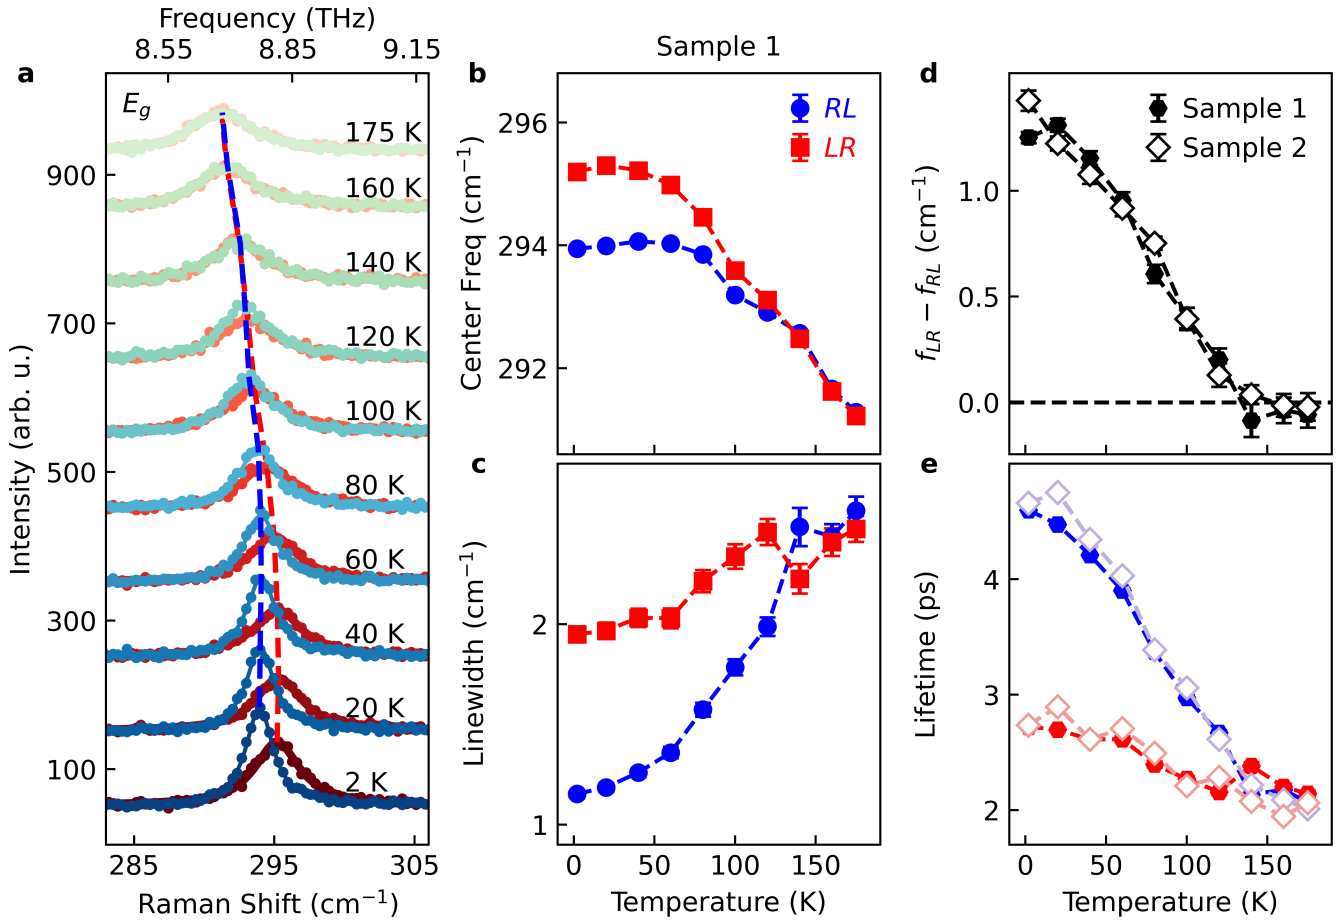 Frequency (THz)
8.55 8.85 9.15
a
E_g
175 K
160 K
140 K
120 K
100 K
80 K
60 K
40 K
20 K
2 K
900
700
500
300
100
Intensity (arb. u.)
285 295 305
Raman Shift (cm⁻¹)
Sample 1
b
RL
LR
296
294
292
Center Freq (cm⁻¹)
c
2
1
Linewidth (cm⁻¹)
0 50 100 150
Temperature (K)
d
Sample 1
Sample 2
1.0
0.5
0.0
f_LR − f_RL (cm⁻¹)
e
4
3
2
Lifetime (ps)
0 50 100 150
Temperature (K)